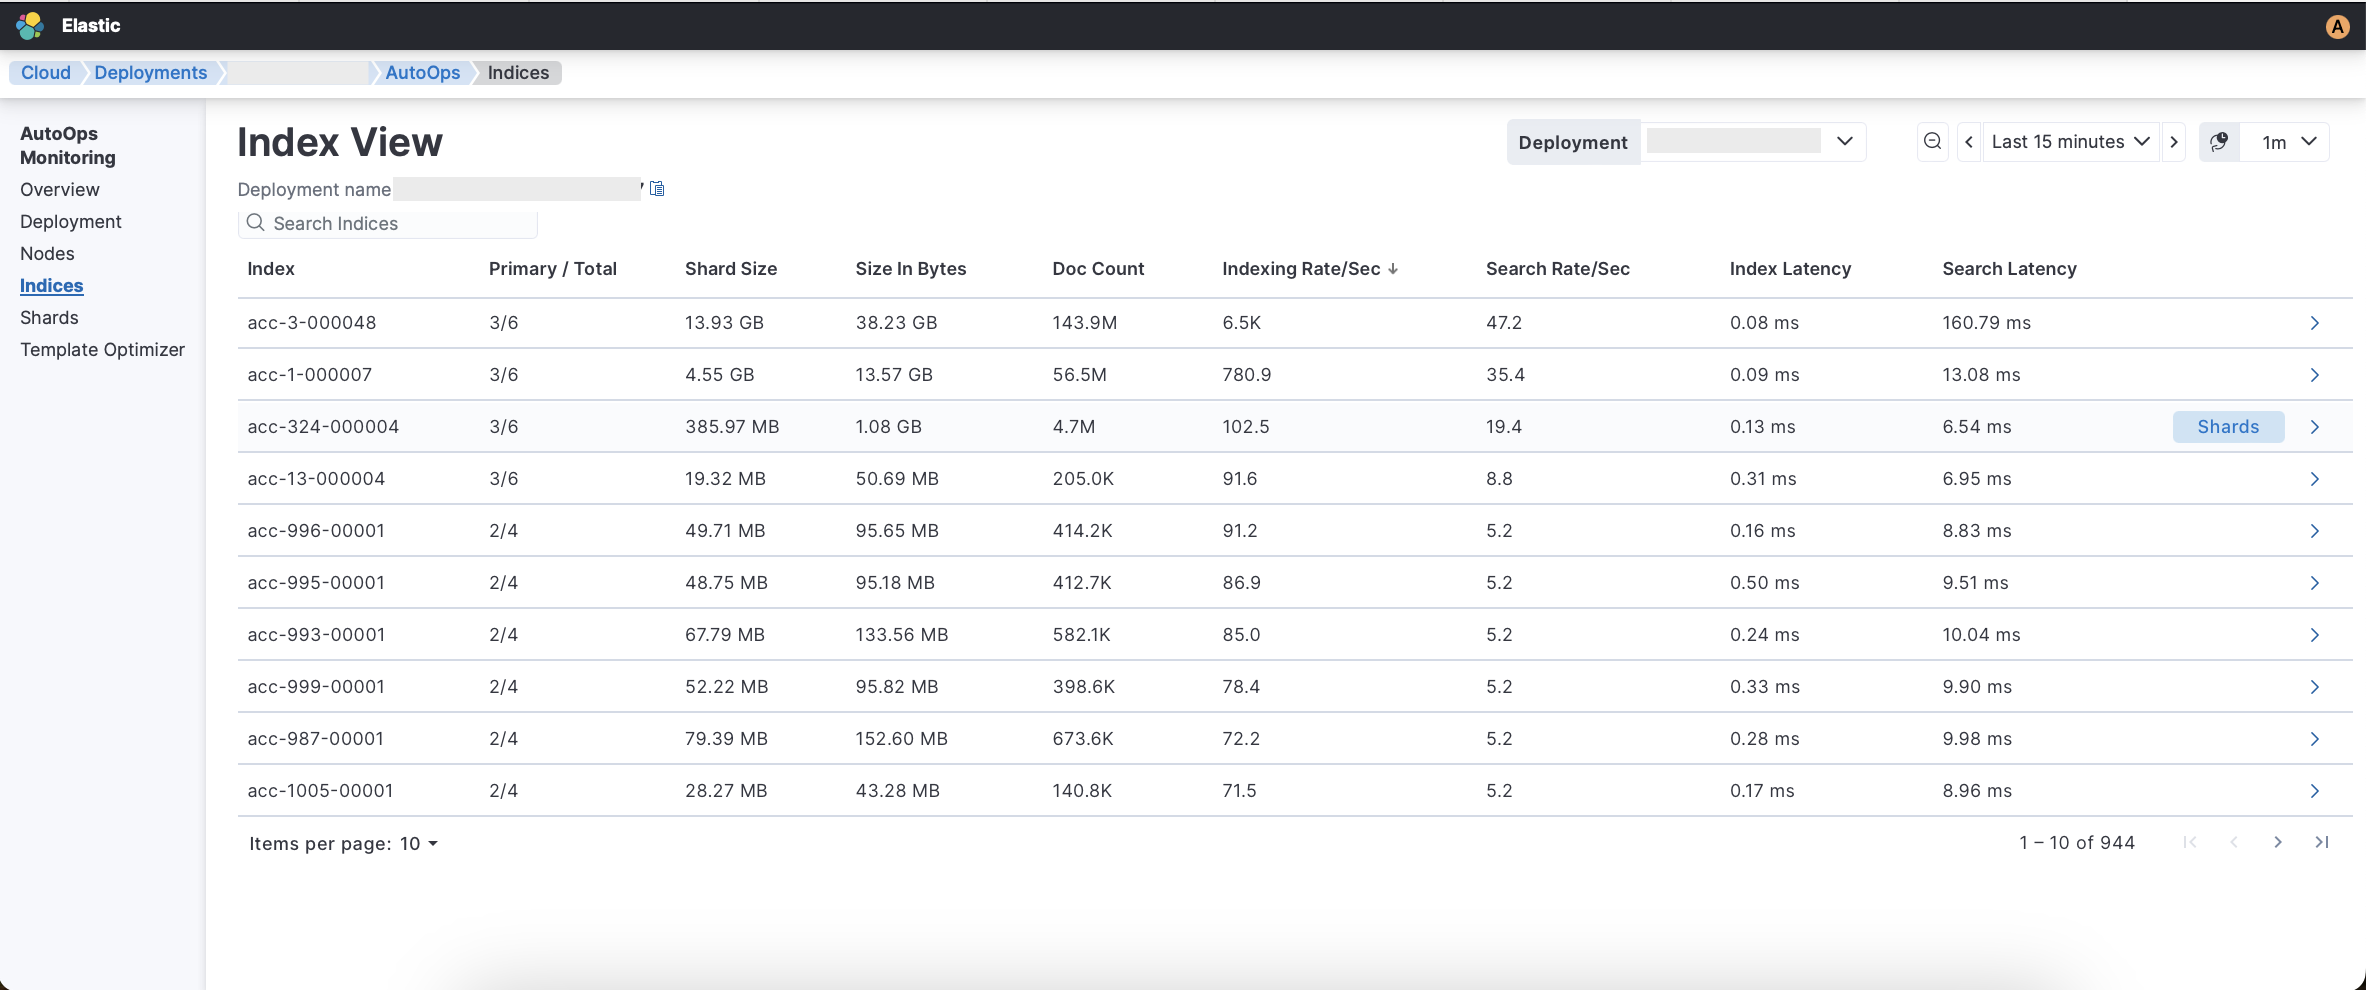 Elastic
A
Cloud Deployments AutoOps Indices
AutoOps
Monitoring
Overview
Deployment
Nodes
Indices
Shards
Template Optimizer
Index View
Deployment Last 15 minutes 1m
Deployment name
Search Indices
Index Primary / Total Shard Size Size In Bytes Doc Count Indexing Rate/Sec ↓ Search Rate/Sec Index Latency Search Latency
acc-3-000048 3/6 13.93 GB 38.23 GB 143.9M 6.5K 47.2 0.08 ms 160.79 ms
acc-1-000007 3/6 4.55 GB 13.57 GB 56.5M 780.9 35.4 0.09 ms 13.08 ms
acc-324-000004 3/6 385.97 MB 1.08 GB 4.7M 102.5 19.4 0.13 ms 6.54 ms Shards
acc-13-000004 3/6 19.32 MB 50.69 MB 205.0K 91.6 8.8 0.31 ms 6.95 ms
acc-996-00001 2/4 49.71 MB 95.65 MB 414.2K 91.2 5.2 0.16 ms 8.83 ms
acc-995-00001 2/4 48.75 MB 95.18 MB 412.7K 86.9 5.2 0.50 ms 9.51 ms
acc-993-00001 2/4 67.79 MB 133.56 MB 582.1K 85.0 5.2 0.24 ms 10.04 ms
acc-999-00001 2/4 52.22 MB 95.82 MB 398.6K 78.4 5.2 0.33 ms 9.90 ms
acc-987-00001 2/4 79.39 MB 152.60 MB 673.6K 72.2 5.2 0.28 ms 9.98 ms
acc-1005-00001 2/4 28.27 MB 43.28 MB 140.8K 71.5 5.2 0.17 ms 8.96 ms
Items per page: 10 1 – 10 of 944